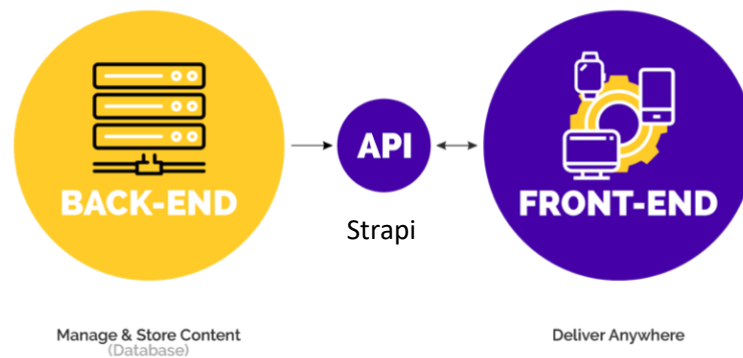 BACK-END
API
FRONT-END
Strapi
Manage & Store Content
(Database)
Deliver Anywhere